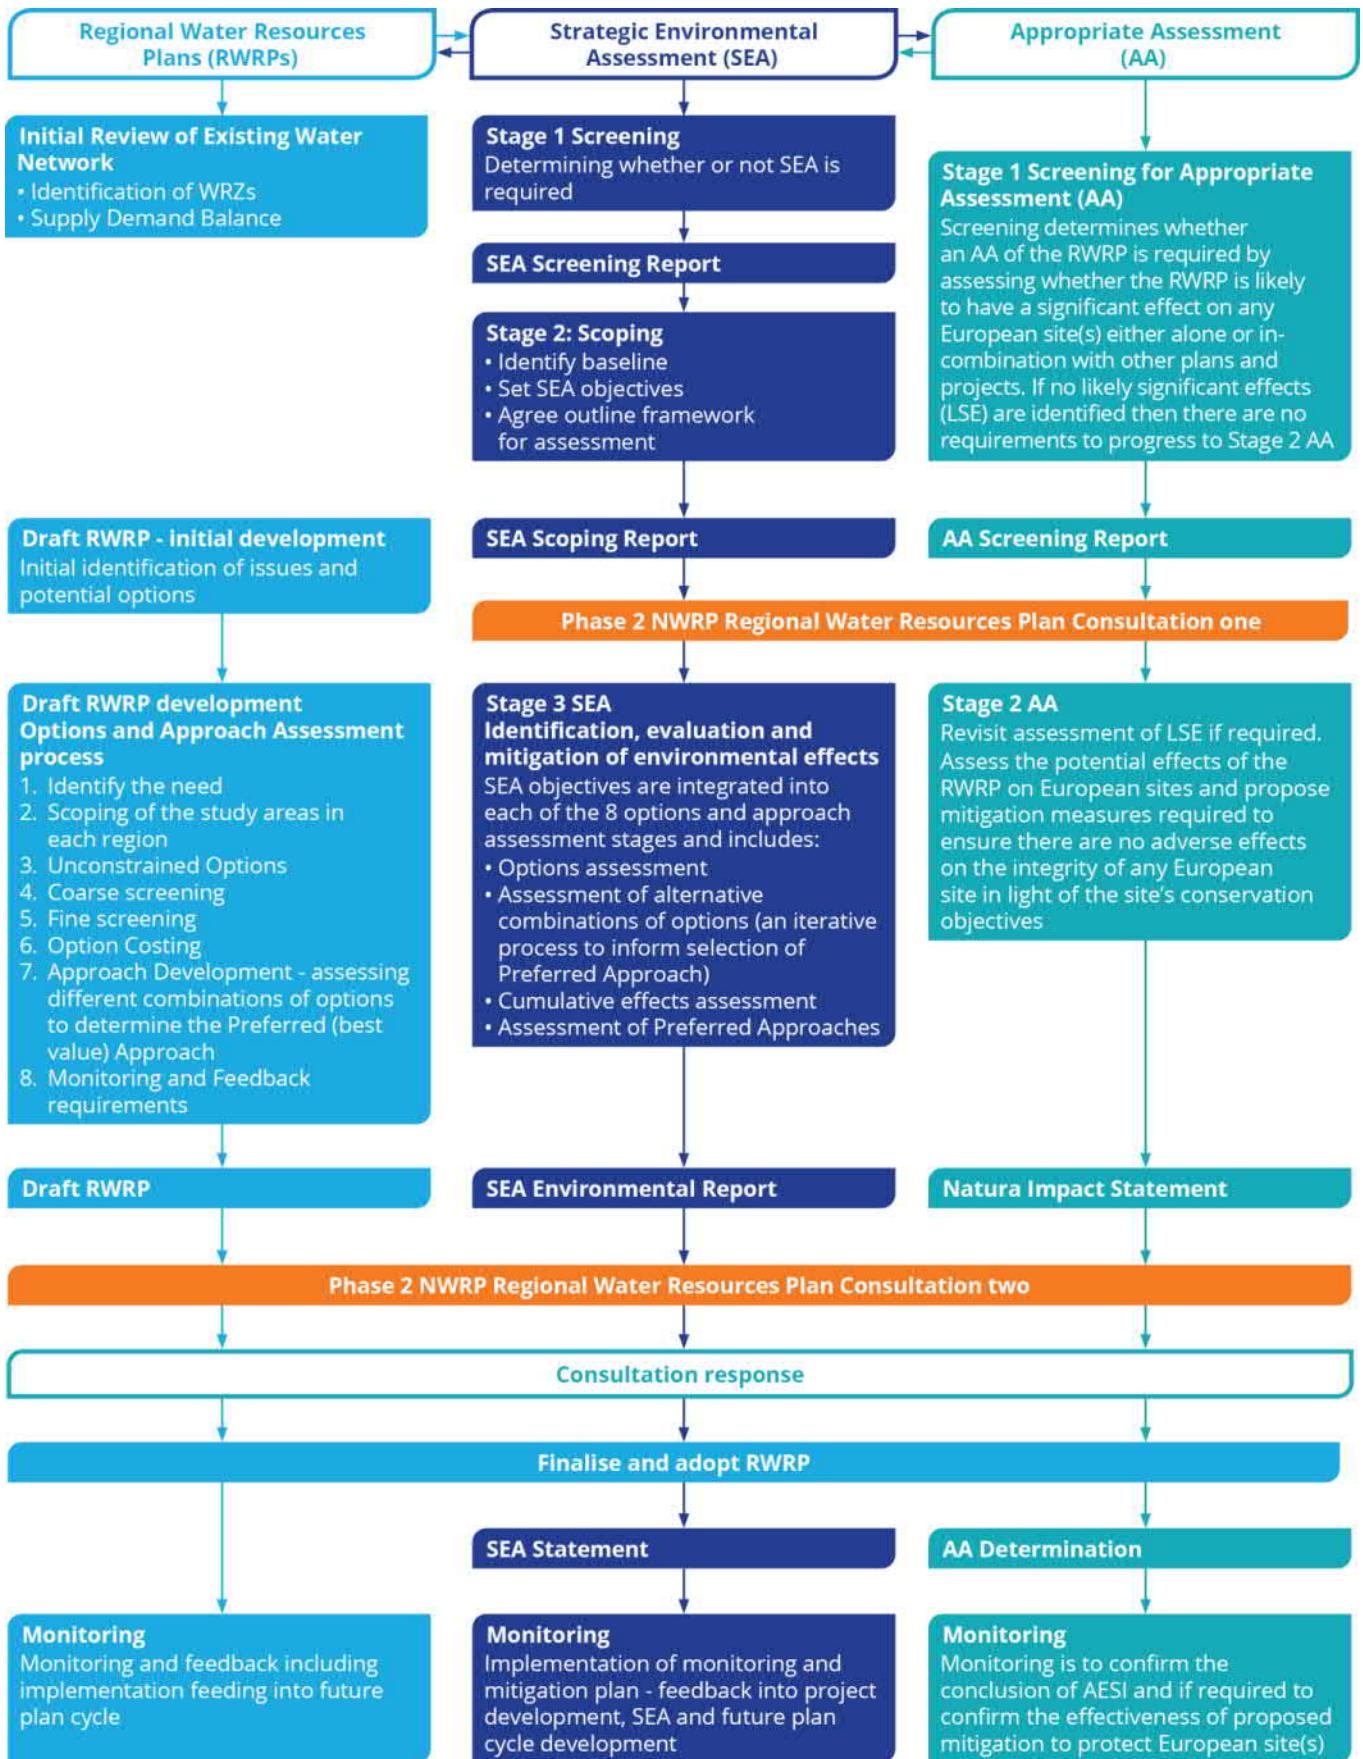 Regional Water Resources
Plans (RWRPs)
Strategic Environmental
Assessment (SEA)
Appropriate Assessment
(AA)
Initial Review of Existing Water
Network
• Identification of WRZs
• Supply Demand Balance
Stage 1 Screening
Determining whether or not SEA is
required
SEA Screening Report
Stage 2: Scoping
• Identify baseline
• Set SEA objectives
• Agree outline framework
for assessment
Stage 1 Screening for Appropriate
Assessment (AA)
Screening determines whether
an AA of the RWRP is required by
assessing whether the RWRP is likely
to have a significant effect on any
European site(s) either alone or in-
combination with other plans and
projects. If no likely significant effects
(LSE) are identified then there are no
requirements to progress to Stage 2 AA
Draft RWRP - initial development
Initial identification of issues and
potential options
SEA Scoping Report
AA Screening Report
Phase 2 NWRP Regional Water Resources Plan Consultation one
Draft RWRP development
Options and Approach Assessment
process
1. Identify the need
2. Scoping of the study areas in
each region
3. Unconstrained Options
4. Coarse screening
5. Fine screening
6. Option Costing
7. Approach Development - assessing
different combinations of options
to determine the Preferred (best
value) Approach
8. Monitoring and Feedback
requirements
Stage 3 SEA
Identification, evaluation and
mitigation of environmental effects
SEA objectives are integrated into
each of the 8 options and approach
assessment stages and includes:
• Options assessment
• Assessment of alternative
combinations of options (an iterative
process to inform selection of
Preferred Approach)
• Cumulative effects assessment
• Assessment of Preferred Approaches
Stage 2 AA
Revisit assessment of LSE if required.
Assess the potential effects of the
RWRP on European sites and propose
mitigation measures required to
ensure there are no adverse effects
on the integrity of any European
site in light of the site's conservation
objectives
Draft RWRP
SEA Environmental Report
Natura Impact Statement
Phase 2 NWRP Regional Water Resources Plan Consultation two
Consultation response
Finalise and adopt RWRP
SEA Statement
AA Determination
Monitoring
Monitoring and feedback including
implementation feeding into future
plan cycle
Monitoring
Implementation of monitoring and
mitigation plan - feedback into project
development, SEA and future plan
cycle development
Monitoring
Monitoring is to confirm the
conclusion of AESI and if required to
confirm the effectiveness of proposed
mitigation to protect European site(s)